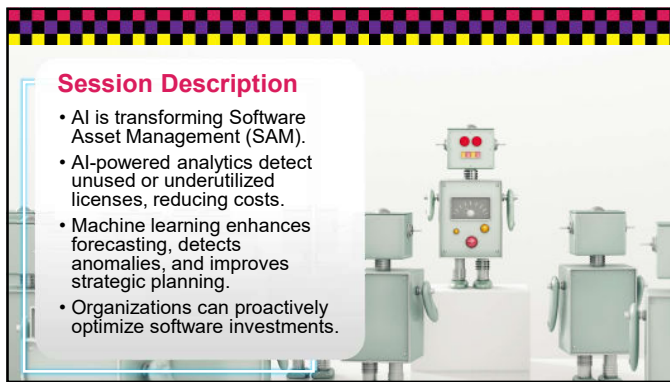 Session Description
• AI is transforming Software
Asset Management (SAM).
• AI-powered analytics detect
unused or underutilized
licenses, reducing costs.
• Machine learning enhances
forecasting, detects
anomalies, and improves
strategic planning.
• Organizations can proactively
optimize software investments.